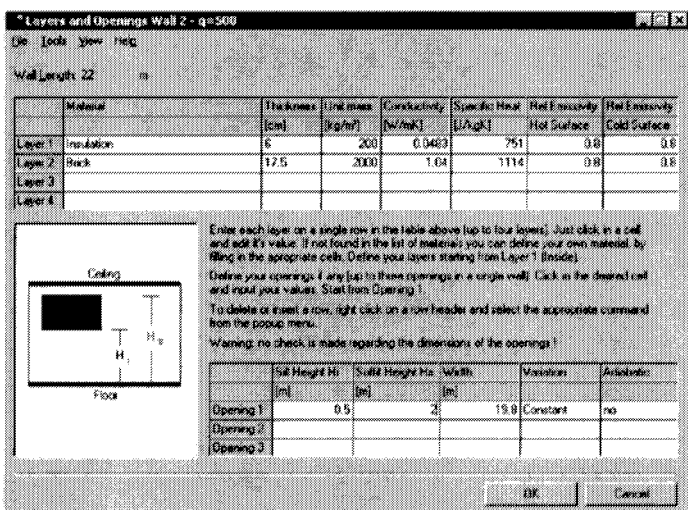 * Layers and Openings Wall 2 - q=500
File Tools View Help
Wall Length: 22 m
Material Thickness Unit mass Conductivity Specific Heat Rel Emissivity Rel Emissivity
[cm] [kg/m³] [W/mK] [J/kgK] Hot Surface Cold Surface
Layer 1 Insulation 6 200 0.0483 751 0.8 0.8
Layer 2 Brick 17.5 2000 1.04 1114 0.8 0.8
Layer 3
Layer 4
Enter each layer on a single row in the table above (up to four layers). Just click in a cell
and edit it's value. If not found in the list of materials you can define your own material, by
filling in the apropriate cells. Define your layers starting from Layer 1 (Inside).
Define your openings if any (up to three openings in a single wall). Click in the desired cell
and input your values. Start from Opening 1.
To delete or insert a row, right click on a row header and select the appropriate command
from the popup menu.
Warning: no check is made regarding the dimensions of the openings !
Ceiling
Hi
Floor
Sill Height Hi Soffit Height Hs Width Variation Adiabatic
[m] [m] [m]
Opening 1 0.5 2 19.8 Constant no
Opening 2
Opening 3
OK Cancel